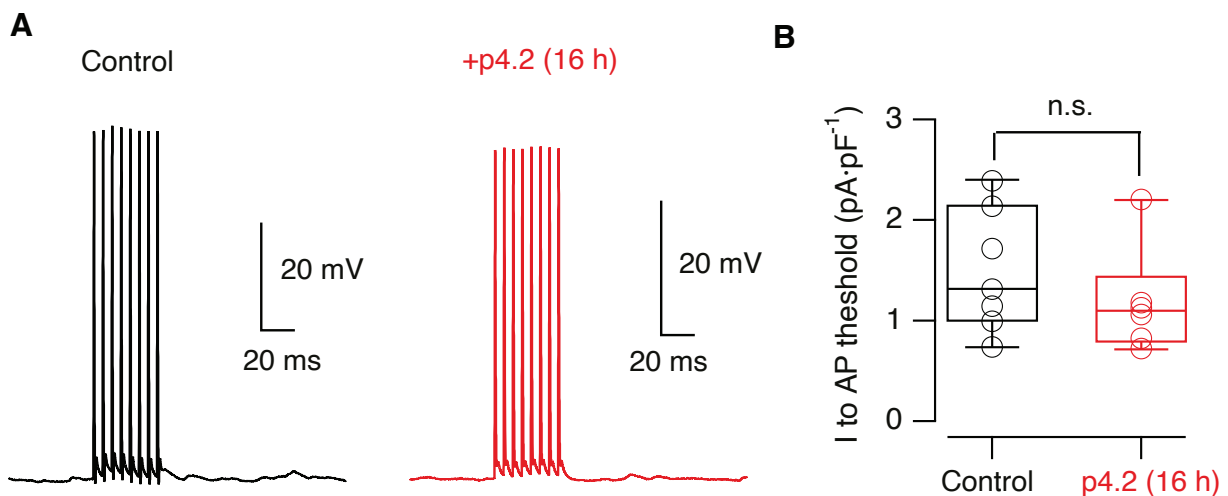 A
Control
+p4.2 (16 h)
20 mV
20 ms
20 mV
20 ms
B
n.s.
I to AP theshold (pA·pF⁻¹)
3
2
1
0
Control
p4.2 (16 h)